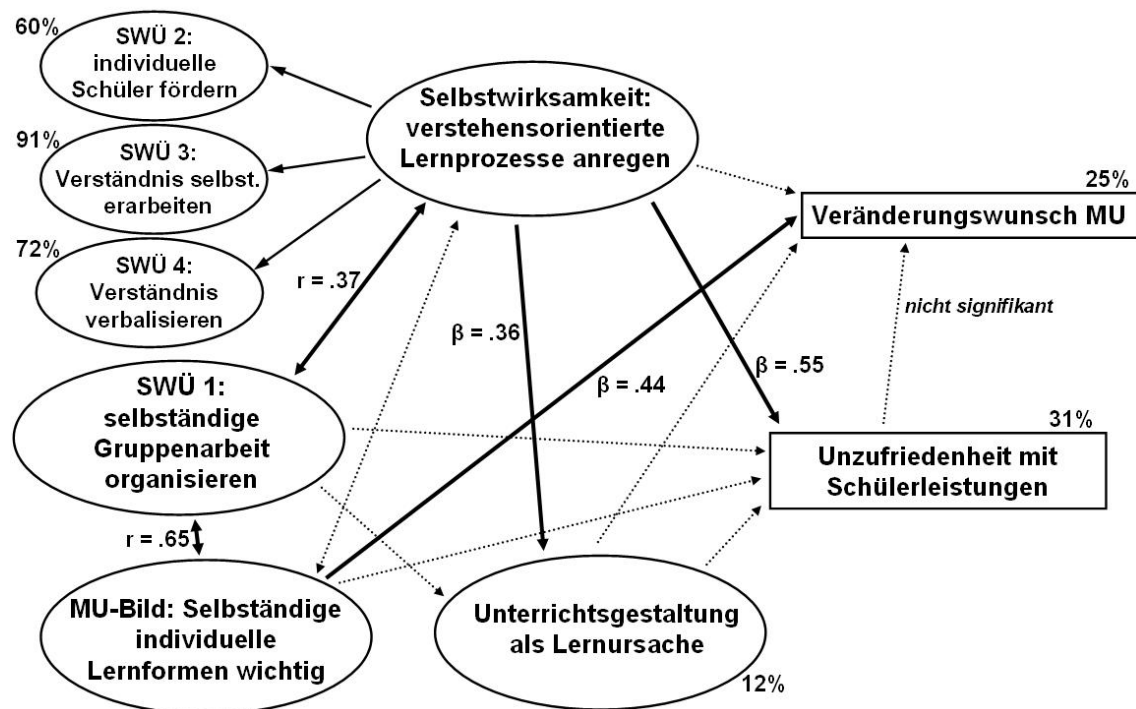 60%
SWÜ 2:
individuelle
Schüler fördern
91%
SWÜ 3:
Verständnis selbst.
erarbeiten
72%
SWÜ 4:
Verständnis
verbalisieren
Selbstwirksamkeit:
verstehensorientierte
Lernprozesse anregen
25%
Veränderungswunsch MU
r = .37
β = .36
β = .44
β = .55
nicht signifikant
SWÜ 1:
selbständige
Gruppenarbeit
organisieren
31%
Unzufriedenheit mit
Schülerleistungen
r = .65
MU-Bild: Selbständige
individuelle
Lernformen wichtig
Unterrichtsgestaltung
als Lernursache
12%